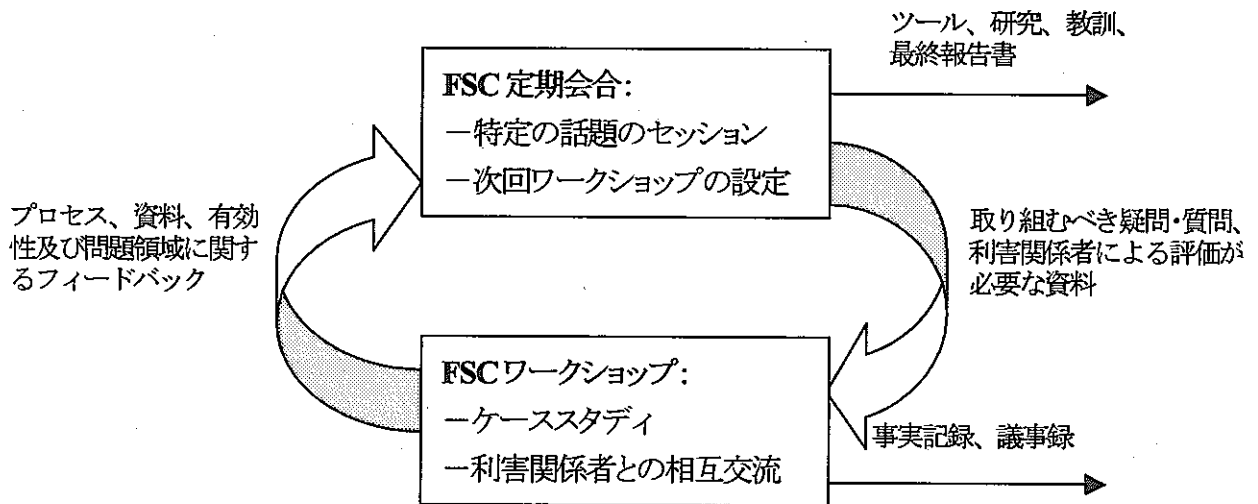 ツール、研究、教訓、
最終報告書
FSC 定期会合:
−特定の話題のセッション
−次回ワークショップの設定
プロセス、資料、有効
性及び問題領域に関す
るフィードバック
取り組むべき疑問・質問、
利害関係者による評価が
必要な資料
FSCワークショップ:
−ケーススタディ
−利害関係者との相互交流
事実記録、議事録